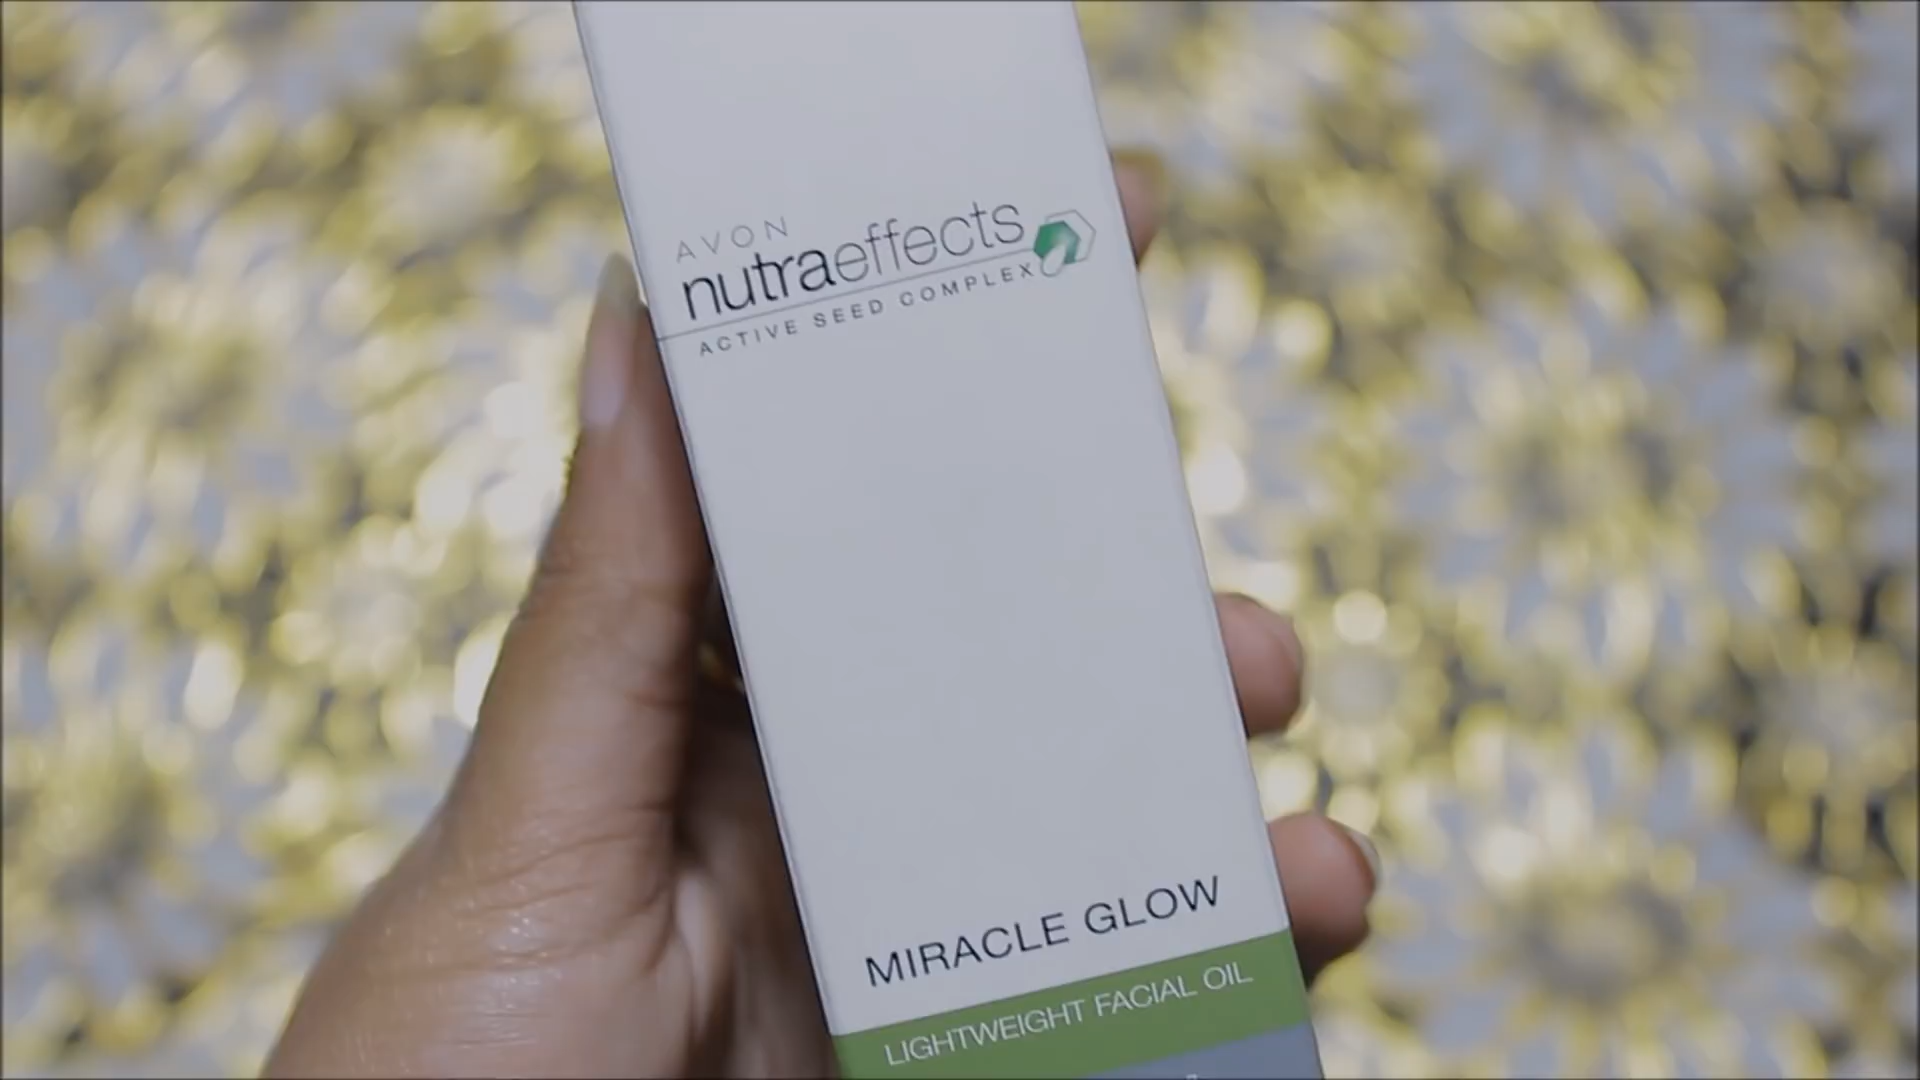 AVON
nutraeffects
ACTIVE SEED COMPLEX
MIRACLE GLOW
LIGHTWEIGHT FACIAL OIL